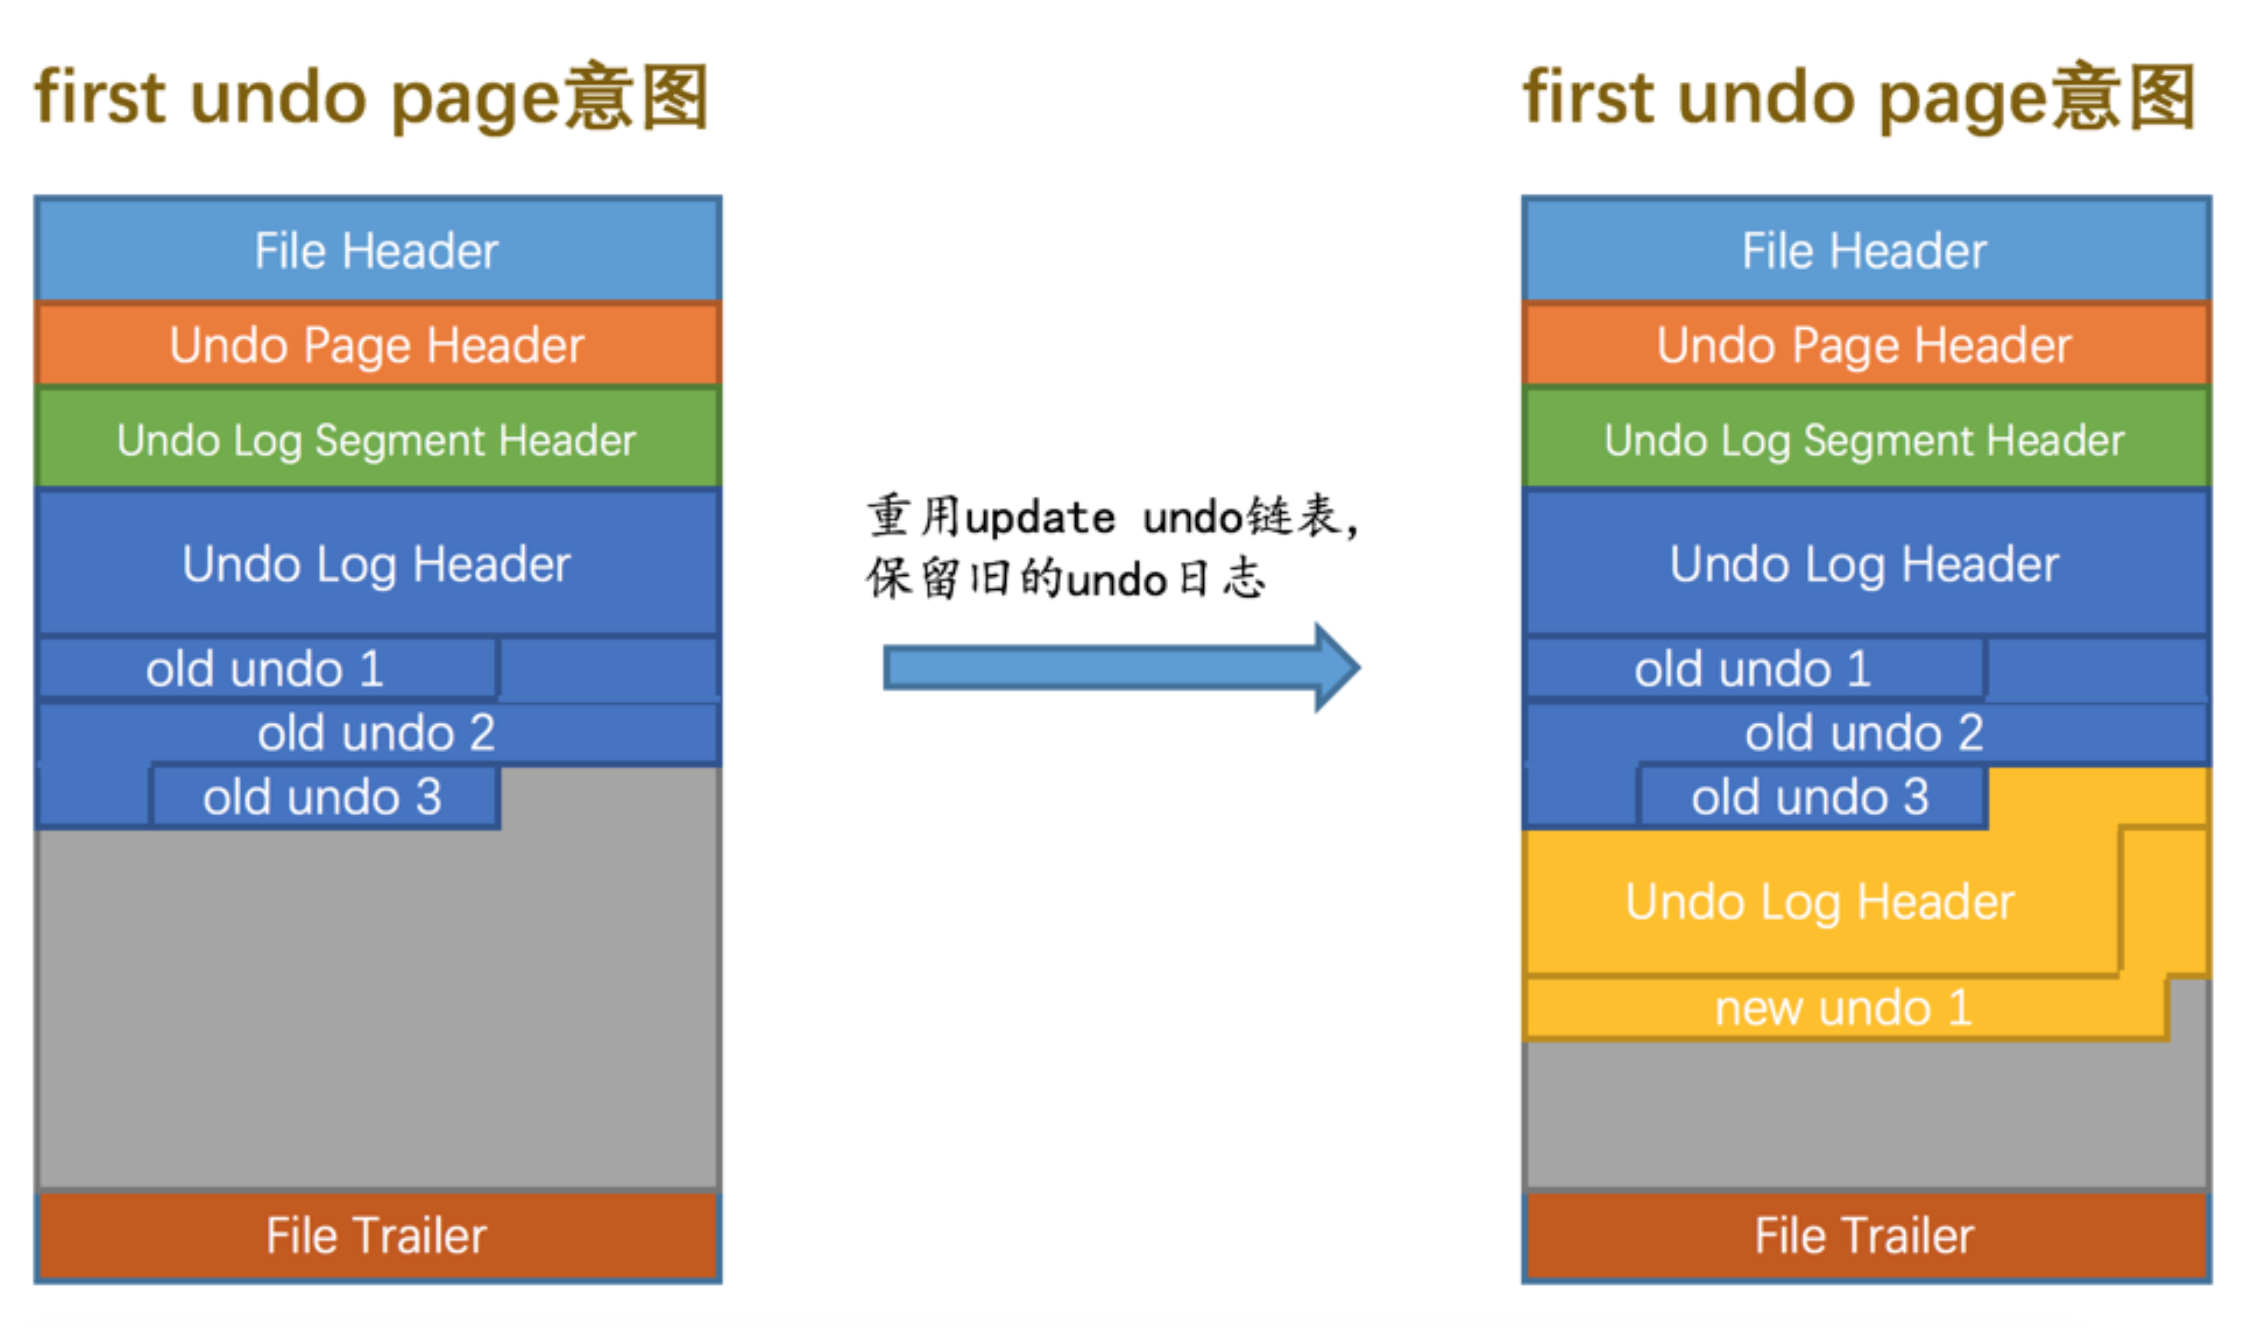 first undo page意图
File Header
Undo Page Header
Undo Log Segment Header
Undo Log Header
old undo 1
old undo 2
old undo 3
File Trailer
重用update undo链表,
保留旧的undo日志
first undo page意图
File Header
Undo Page Header
Undo Log Segment Header
Undo Log Header
old undo 1
old undo 2
old undo 3
Undo Log Header
new undo 1
File Trailer